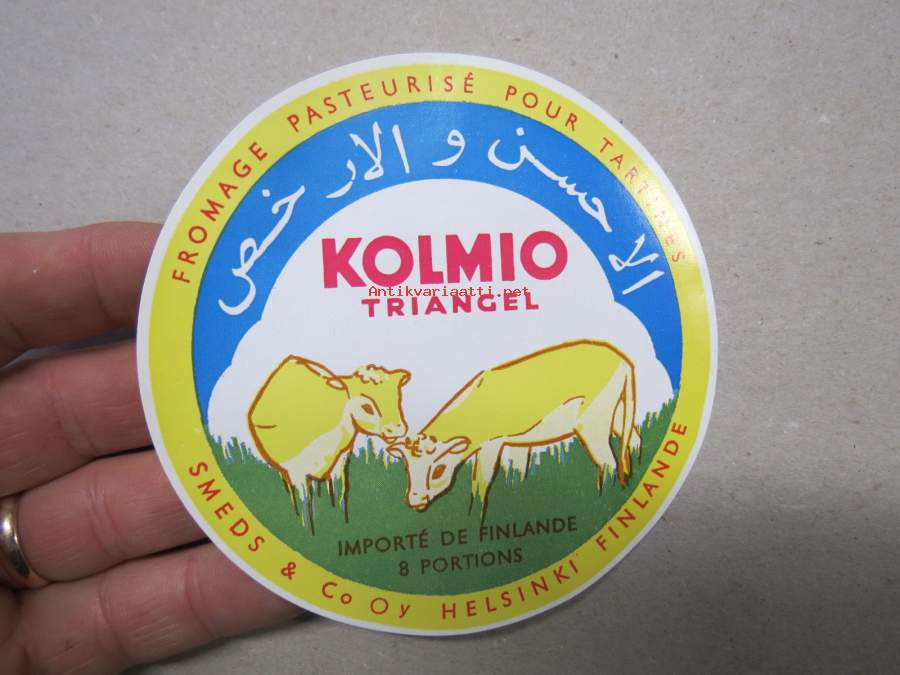 FROMAGE PASTEURISÉ POUR TARTINES
الاحسن و الارخص
KOLMIO
Antikvariaatti.net
TRIANGEL
IMPORTÉ DE FINLANDE
8 PORTIONS
SMEDS & Co Oy HELSINKI FINLANDE